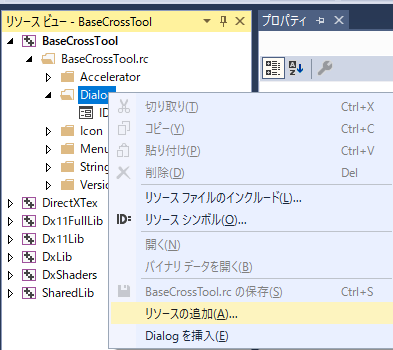 リソース ビュー - BaseCrossTool
プロパティ
BaseCrossTool
BaseCrossTool.rc
Accelerator
Dialog
ID
Icon
Menu
String
Versio
DirectXTex
Dx11FullLib
Dx11Lib
DxLib
DxShaders
SharedLib
切り取り(T) Ctrl+X
コピー(Y) Ctrl+C
貼り付け(P) Ctrl+V
削除(D) Del
リソース ファイルのインクルード(L)...
ID= リソース シンボル(O)...
開く(N)
バイナリ データを開く(B)
BaseCrossTool.rc の保存(S) Ctrl+S
リソースの追加(A)...
Dialog を挿入(E)